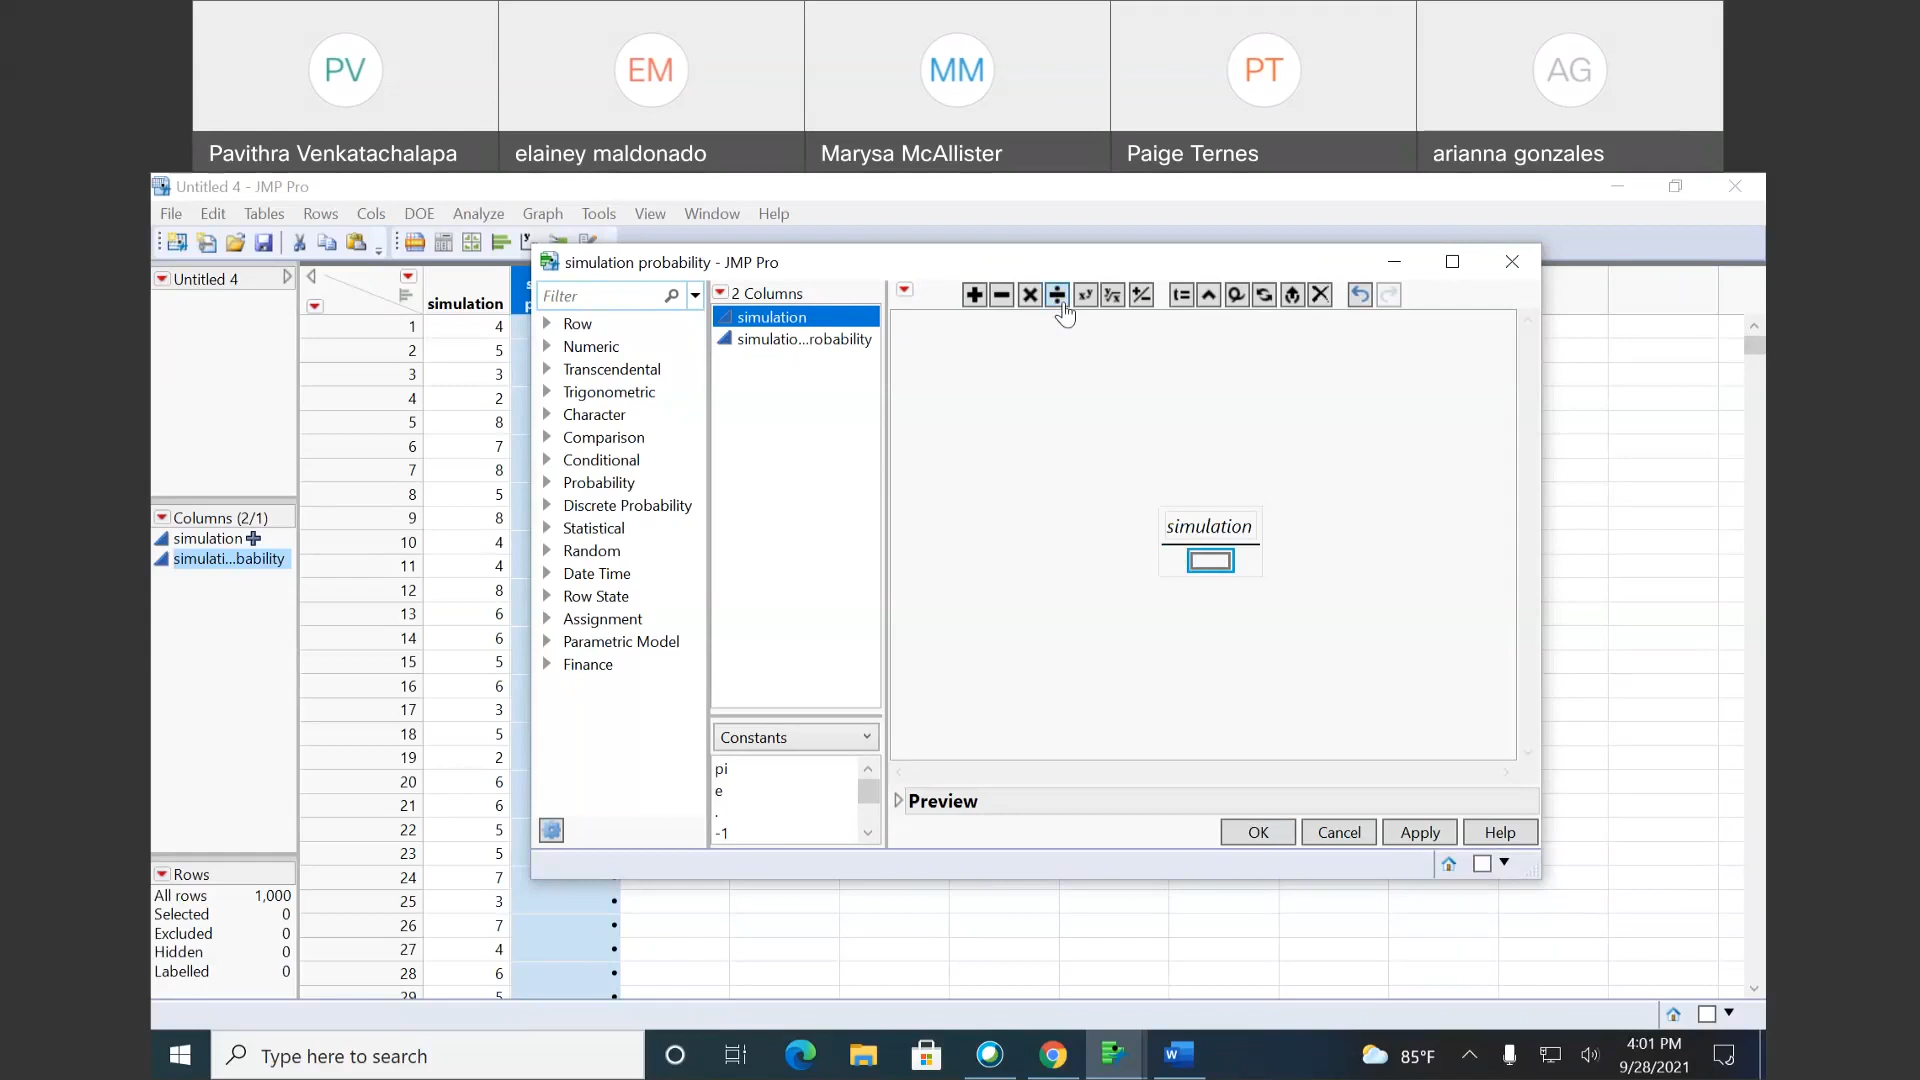 PV
EM
MM
PT
AG
Pavithra Venkatachalapa
elainey maldonado
Marysa McAllister
Paige Ternes
arianna gonzales
Untitled 4 - JMP Pro
File Edit Tables Rows Cols DOE Analyze Graph Tools View Window Help
simulation probability - JMP Pro
Untitled 4
simulation
Columns (2/1)
simulation
simulati...bability
Rows
All rows 1,000
Selected 0
Excluded 0
Hidden 0
Labelled 0
1 4
2 5
3 3
4 2
5 8
6 7
7 8
8 5
9 8
10 4
11 4
12 8
13 6
14 6
15 5
16 6
17 3
18 5
19 2
20 6
21 6
22 5
23 5
24 7
25 3
26 7
27 4
28 6
29 5
Filter
Row
Numeric
Transcendental
Trigonometric
Character
Comparison
Conditional
Probability
Discrete Probability
Statistical
Random
Date Time
Row State
Assignment
Parametric Model
Finance
2 Columns
simulation
simulatio...robability
Constants
pi
e
.
-1
simulation
Preview
OK Cancel Apply Help
Type here to search
85°F
4:01 PM
9/28/2021